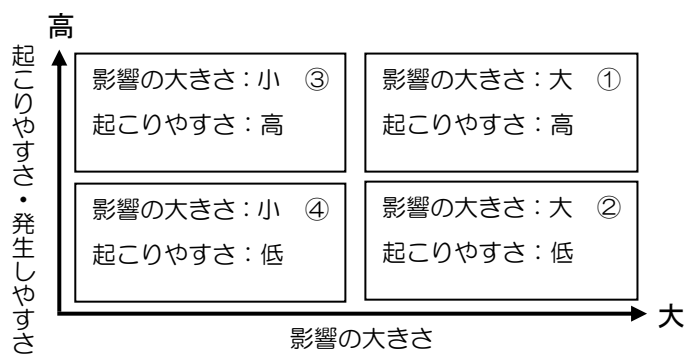 高
起こりやすさ・発生しやすさ
影響の大きさ：小　③
起こりやすさ：高
影響の大きさ：大　①
起こりやすさ：高
影響の大きさ：小　④
起こりやすさ：低
影響の大きさ：大　②
起こりやすさ：低
大
影響の大きさ